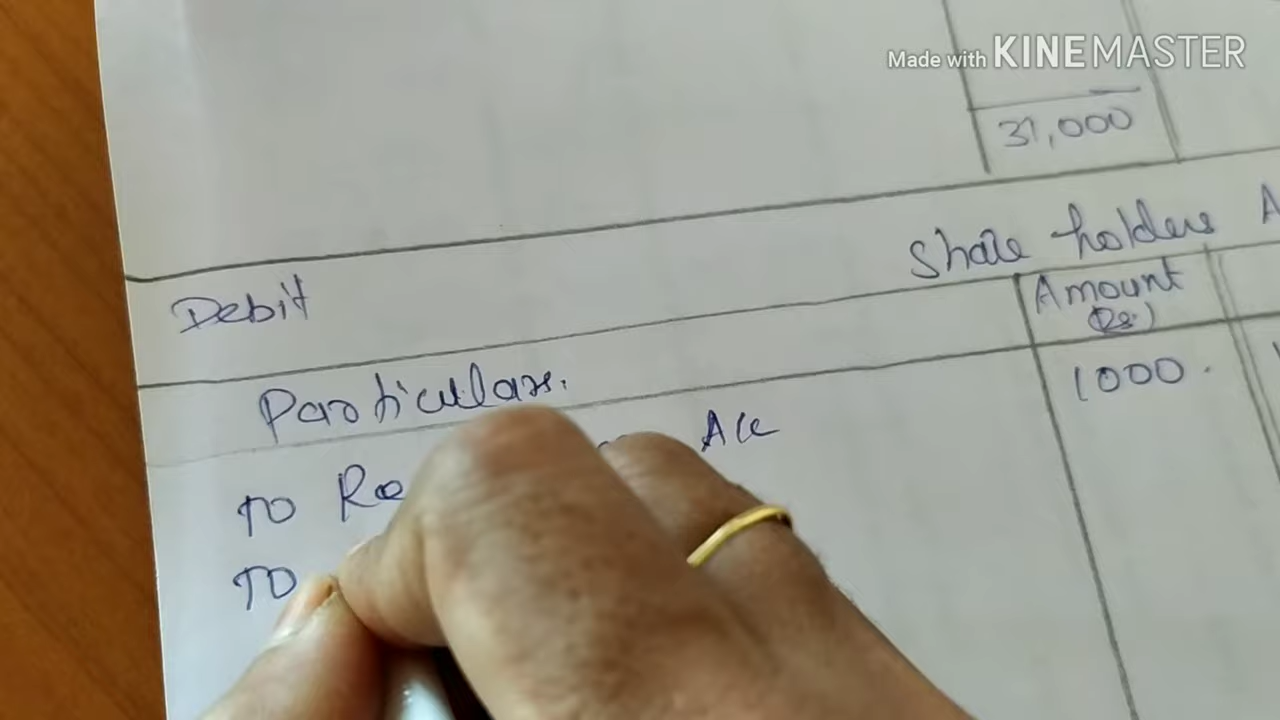 Made with KINEMASTER
31,000
Share holders A
Debit
Amount
(Rs.)
Particulars.
1000.
To Re A/c
To